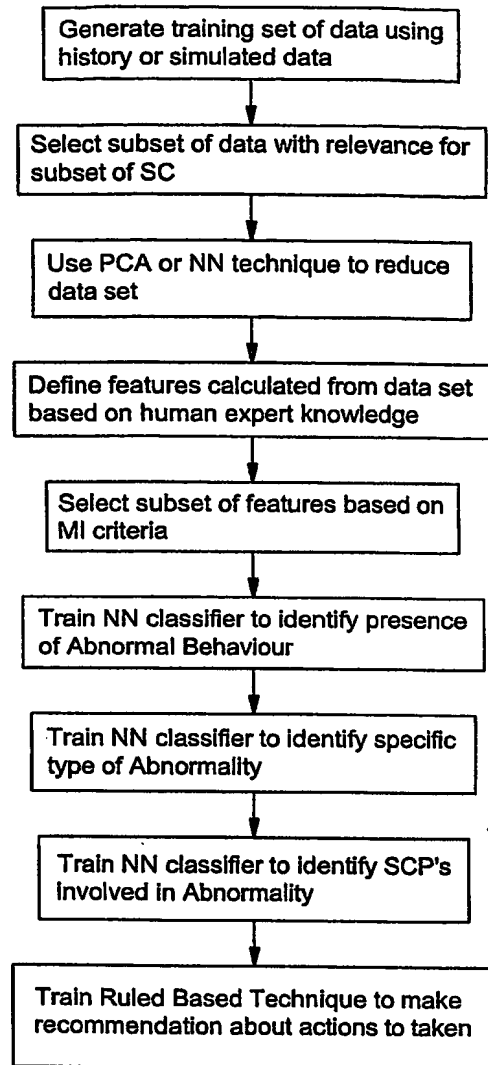 Generate training set of data using
history or simulated data
Select subset of data with relevance for
subset of SC
Use PCA or NN technique to reduce
data set
Define features calculated from data set
based on human expert knowledge
Select subset of features based on
MI criteria
Train NN classifier to identify presence
of Abnormal Behaviour
Train NN classifier to identify specific
type of Abnormality
Train NN classifier to identify SCP's
involved in Abnormality
Train Ruled Based Technique to make
recommendation about actions to taken